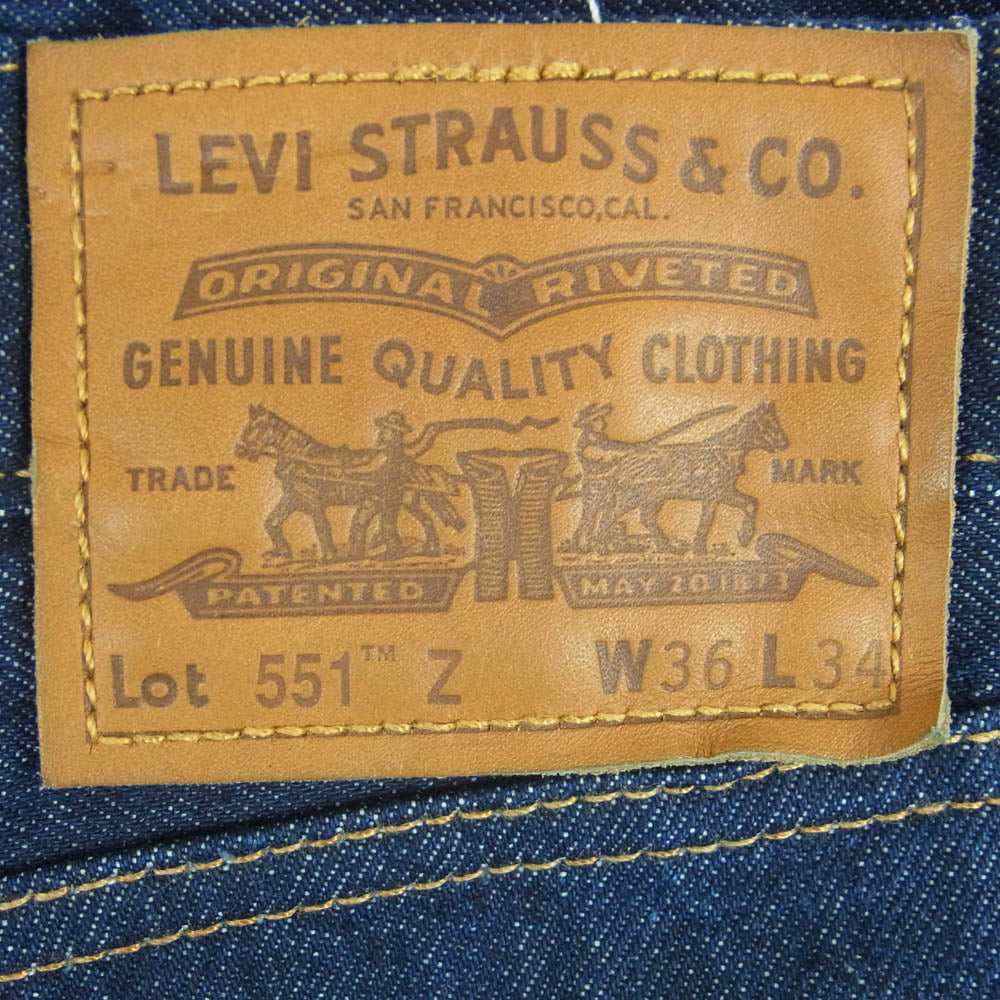 LEVI STRAUSS & CO.
SAN FRANCISCO, CAL.
ORIGINAL RIVETED
GENUINE QUALITY CLOTHING
TRADE MARK
PATENTED MAY 20 1873
Lot 551™ Z W36 L34